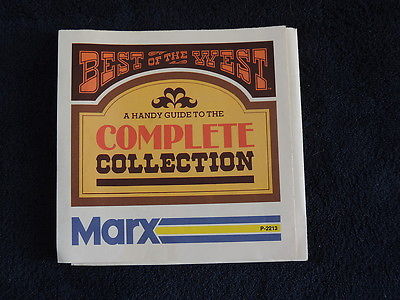 BEST OF THE WEST
A HANDY GUIDE TO THE
COMPLETE
COLLECTION
Marx
P-2213